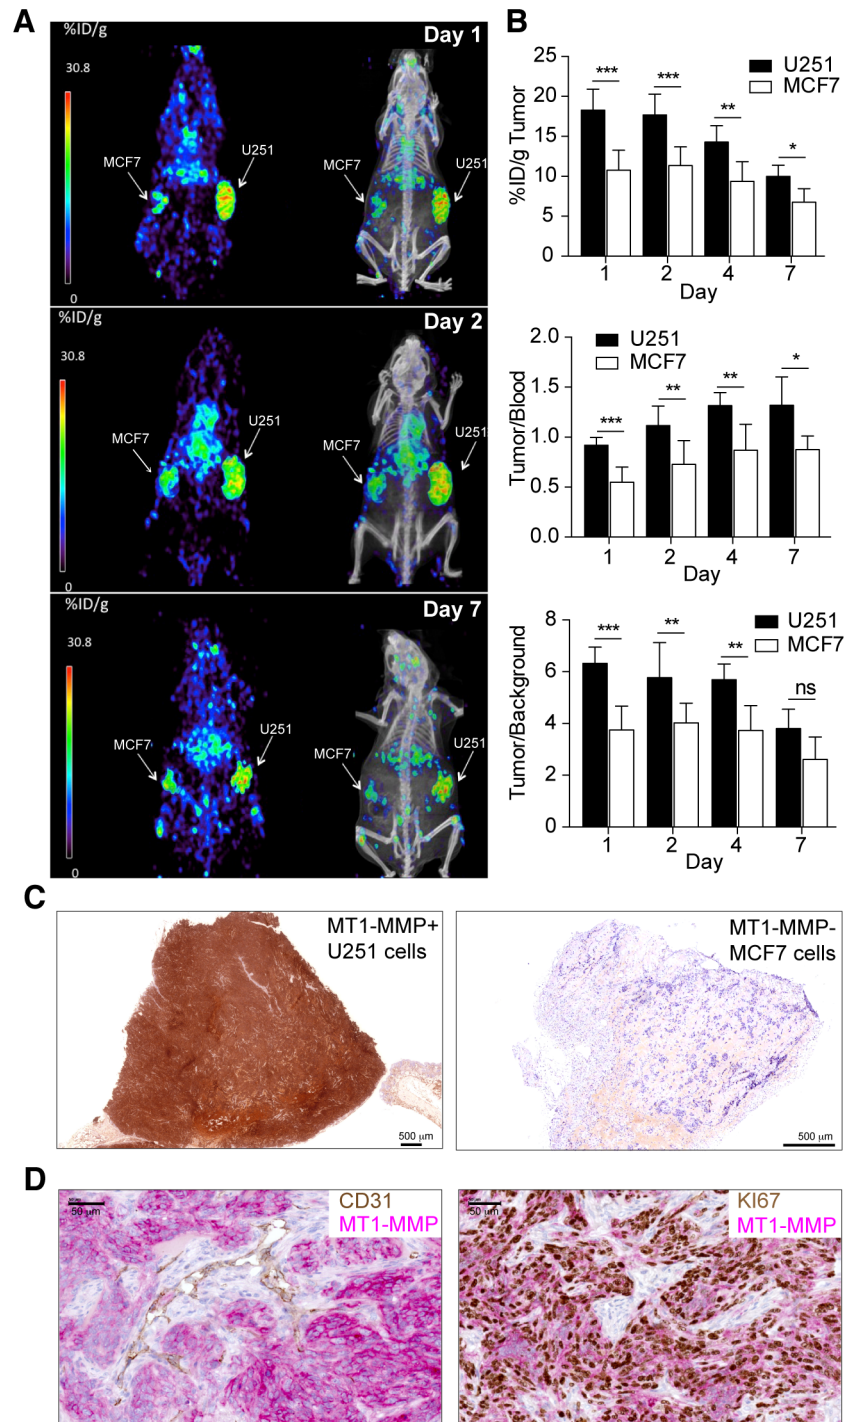 A
%ID/g
30.8
0
Day 1
MCF7
U251
MCF7
U251
%ID/g
30.8
0
Day 2
MCF7
U251
MCF7
U251
%ID/g
30.8
0
Day 7
MCF7
U251
MCF7
U251
B
%ID/g Tumor
25
20
15
10
5
0
U251
MCF7
***
***
**
*
1 2 4 7
Day
Tumor/Blood
2.0
1.5
1.0
0.5
0.0
U251
MCF7
***
**
**
*
1 2 4 7
Day
Tumor/Background
8
6
4
2
0
U251
MCF7
***
**
**
ns
1 2 4 7
Day
C
MT1-MMP+
U251 cells
500 µm
MT1-MMP-
MCF7 cells
500 µm
D
50 µm
CD31
MT1-MMP
50 µm
KI67
MT1-MMP